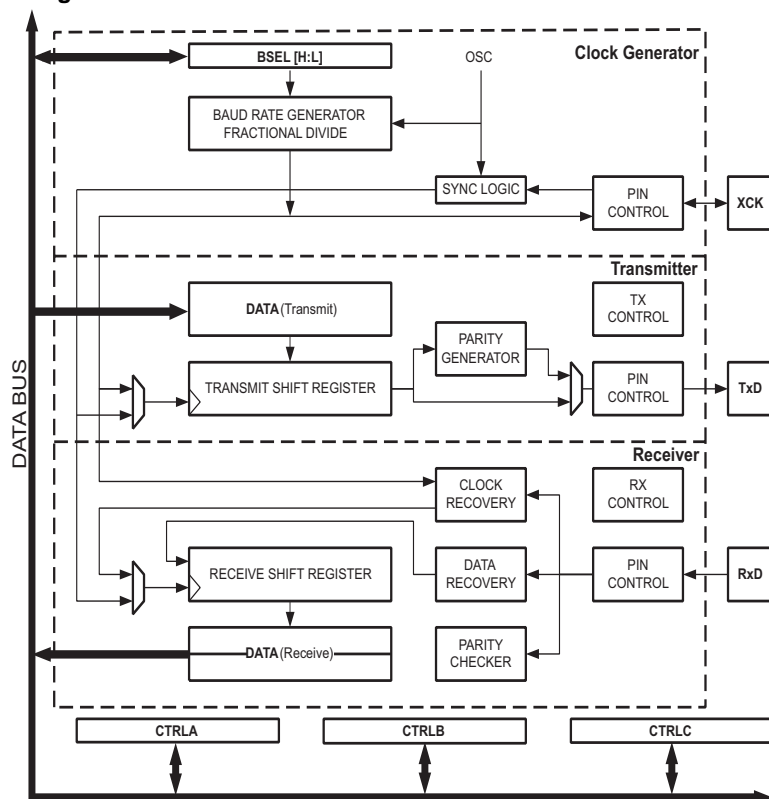 BSEL [H:L]
OSC
Clock Generator
BAUD RATE GENERATOR
FRACTIONAL DIVIDE
SYNC LOGIC
PIN
CONTROL
XCK
Transmitter
DATA (Transmit)
TX
CONTROL
PARITY
GENERATOR
TRANSMIT SHIFT REGISTER
PIN
CONTROL
TxD
DATA BUS
Receiver
CLOCK
RECOVERY
RX
CONTROL
RECEIVE SHIFT REGISTER
DATA
RECOVERY
PIN
CONTROL
RxD
DATA (Receive)
PARITY
CHECKER
CTRLA
CTRLB
CTRLC